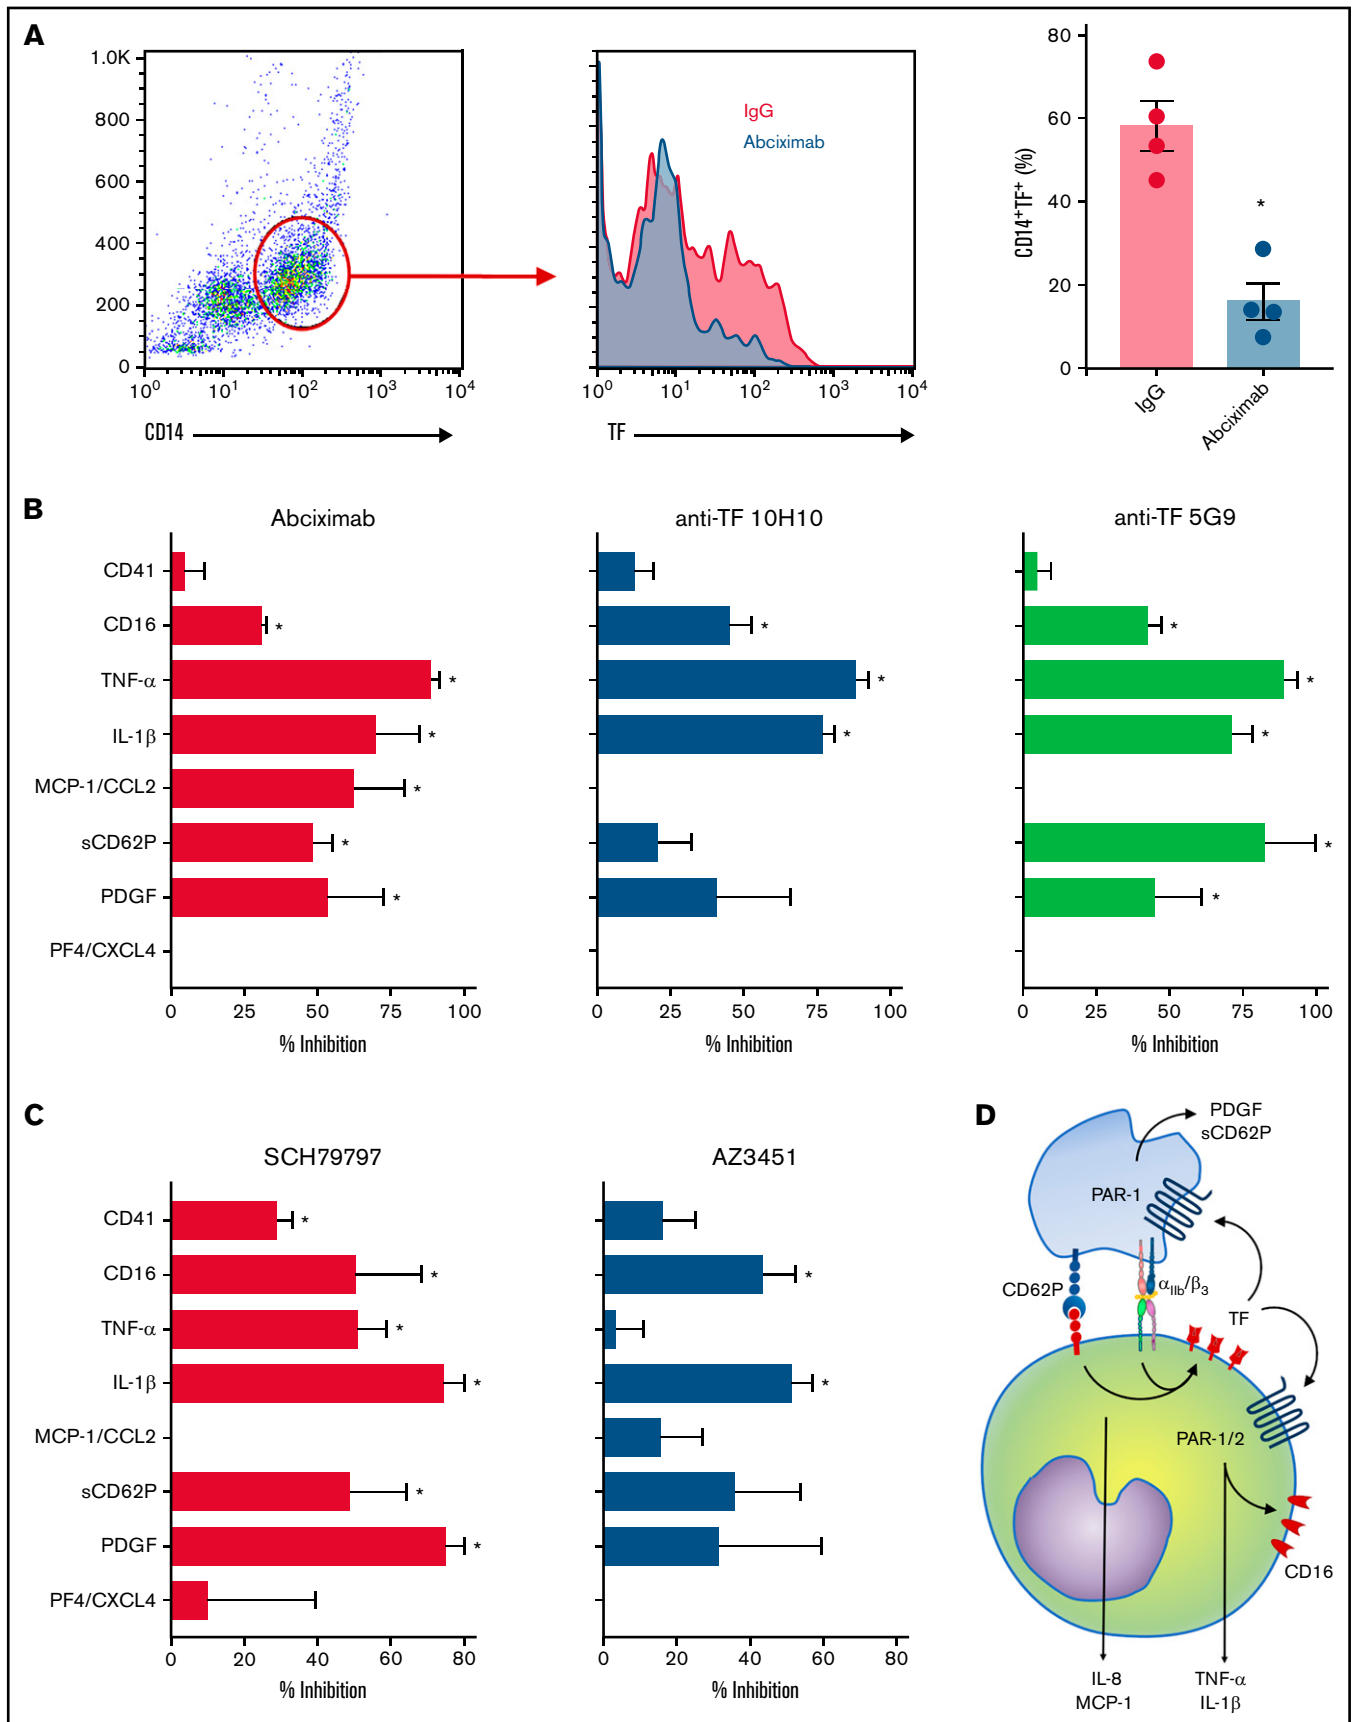 A
1.0K
800
600
400
200
0
10⁰ 10¹ 10² 10³ 10⁴
CD14
IgG
Abciximab
10⁰ 10¹ 10² 10³ 10⁴
TF
CD14⁺TF⁺ (%)
80
60
40
20
0
*
IgG
Abciximab
B
Abciximab
CD41
CD16 *
TNF-α *
IL-1β *
MCP-1/CCL2 *
sCD62P *
PDGF *
PF4/CXCL4
0 25 50 75 100
% Inhibition
anti-TF 10H10
*
*
*
0 25 50 75 100
% Inhibition
anti-TF 5G9
*
*
*
*
*
0 25 50 75 100
% Inhibition
C
SCH79797
CD41 *
CD16 *
TNF-α *
IL-1β *
MCP-1/CCL2
sCD62P *
PDGF *
PF4/CXCL4
0 20 40 60 80
% Inhibition
AZ3451
*
*
0 20 40 60 80
% Inhibition
D
PDGF
sCD62P
PAR-1
CD62P
α_IIb/β₃
TF
PAR-1/2
CD16
IL-8
MCP-1
TNF-α
IL-1β